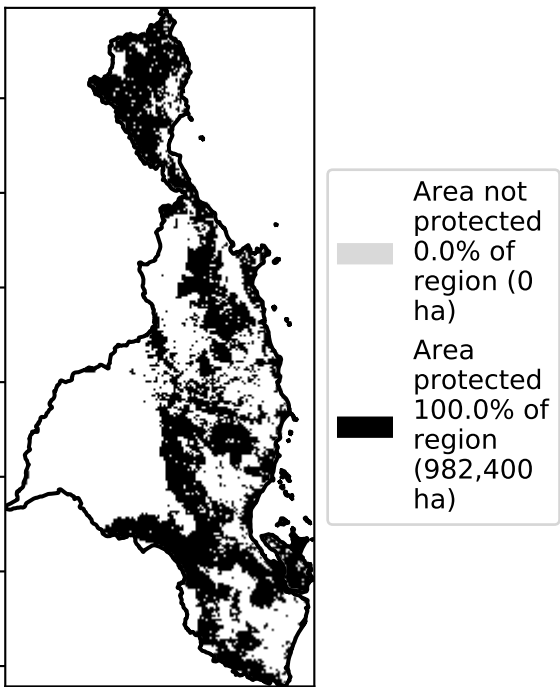 Area not
protected
0.0% of
region (0
ha)
Area
protected
100.0% of
region
(982,400
ha)